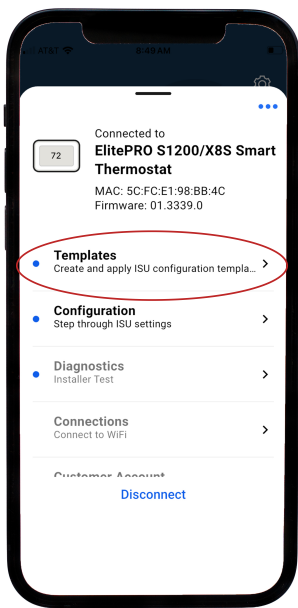 AT&T
8:49 AM
Connected to
72
ElitePRO S1200/X8S Smart
Thermostat
MAC: 5C:FC:E1:98:BB:4C
Firmware: 01.3339.0
Templates
Create and apply ISU configuration templa...
Configuration
Step through ISU settings
Diagnostics
Installer Test
Connections
Connect to WiFi
Customer Account
Disconnect